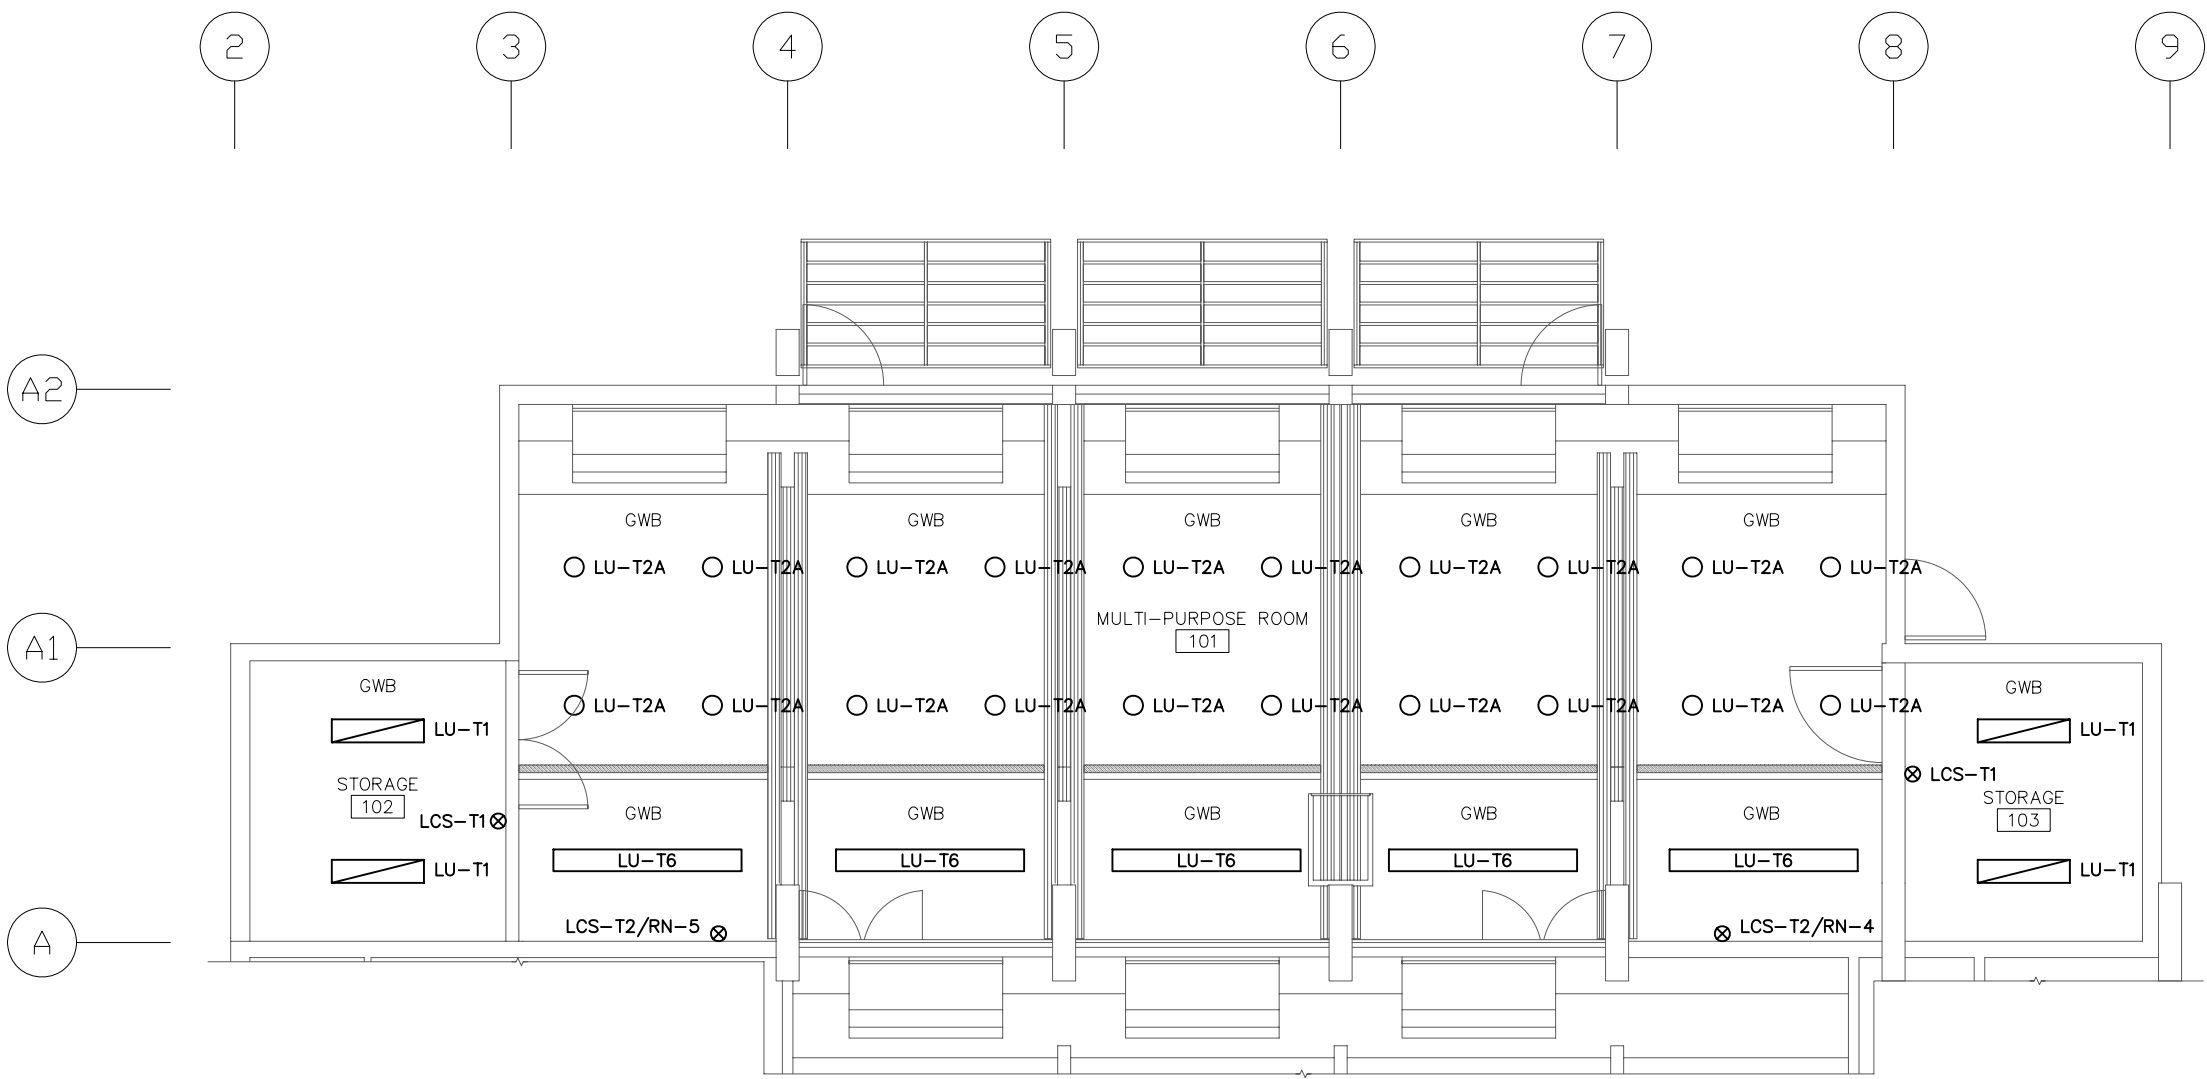 2 3 4 5 6 7 8 9
A2
GWB GWB GWB GWB GWB
LU-T2A LU-T2A LU-T2A LU-T2A LU-T2A LU-T2A LU-T2A LU-T2A LU-T2A LU-T2A
MULTI-PURPOSE ROOM
101
A1
GWB GWB
LU-T2A LU-T2A LU-T2A LU-T2A LU-T2A LU-T2A LU-T2A LU-T2A LU-T2A LU-T2A
LU-T1 LU-T1
LCS-T1
STORAGE
102
STORAGE
103
LCS-T1
GWB GWB GWB GWB GWB
LU-T6 LU-T6 LU-T6 LU-T6 LU-T6
LU-T1 LU-T1
LCS-T2/RN-5 LCS-T2/RN-4
A